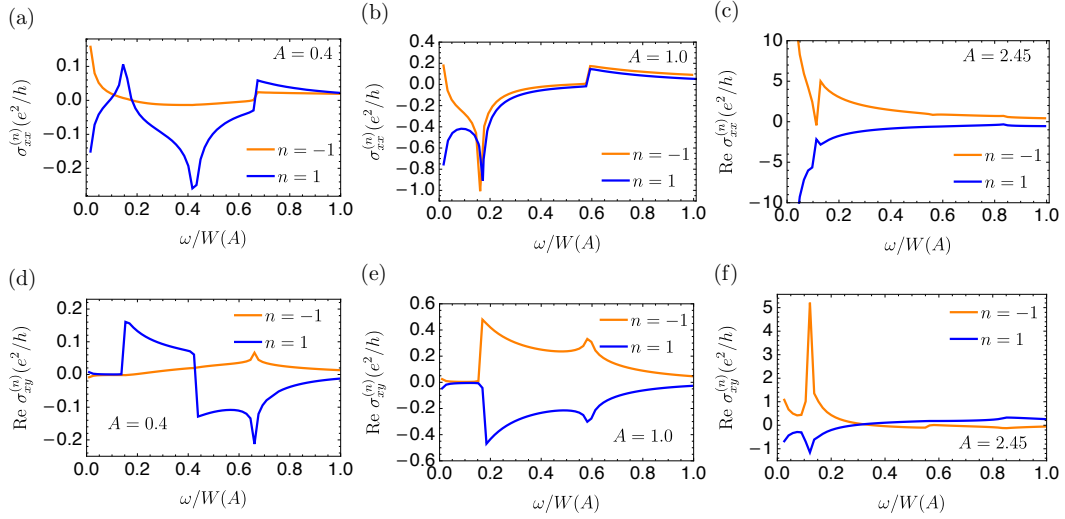 (a)
A = 0.4
σxx^(n)(e²/h)
0.1
0.0
−0.1
−0.2
n = −1
n = 1
0.0 0.2 0.4 0.6 0.8 1.0
ω/W(A)
(b)
A = 1.0
σxx^(n)(e²/h)
0.4
0.2
0.0
−0.2
−0.4
−0.6
−0.8
−1.0
n = −1
n = 1
0.0 0.2 0.4 0.6 0.8 1.0
ω/W(A)
(c)
A = 2.45
Re σxx^(n)(e²/h)
10
5
0
−5
−10
n = −1
n = 1
0.0 0.2 0.4 0.6 0.8 1.0
ω/W(A)
(d)
Re σxy^(n)(e²/h)
0.2
0.1
0.0
−0.1
−0.2
n = −1
n = 1
A = 0.4
0.0 0.2 0.4 0.6 0.8 1.0
ω/W(A)
(e)
Re σxy^(n)(e²/h)
0.6
0.4
0.2
0.0
−0.2
−0.4
−0.6
n = −1
n = 1
A = 1.0
0.0 0.2 0.4 0.6 0.8 1.0
ω/W(A)
(f)
Re σxy^(n)(e²/h)
5
4
3
2
1
0
−1
n = −1
n = 1
A = 2.45
0.0 0.2 0.4 0.6 0.8 1.0
ω/W(A)